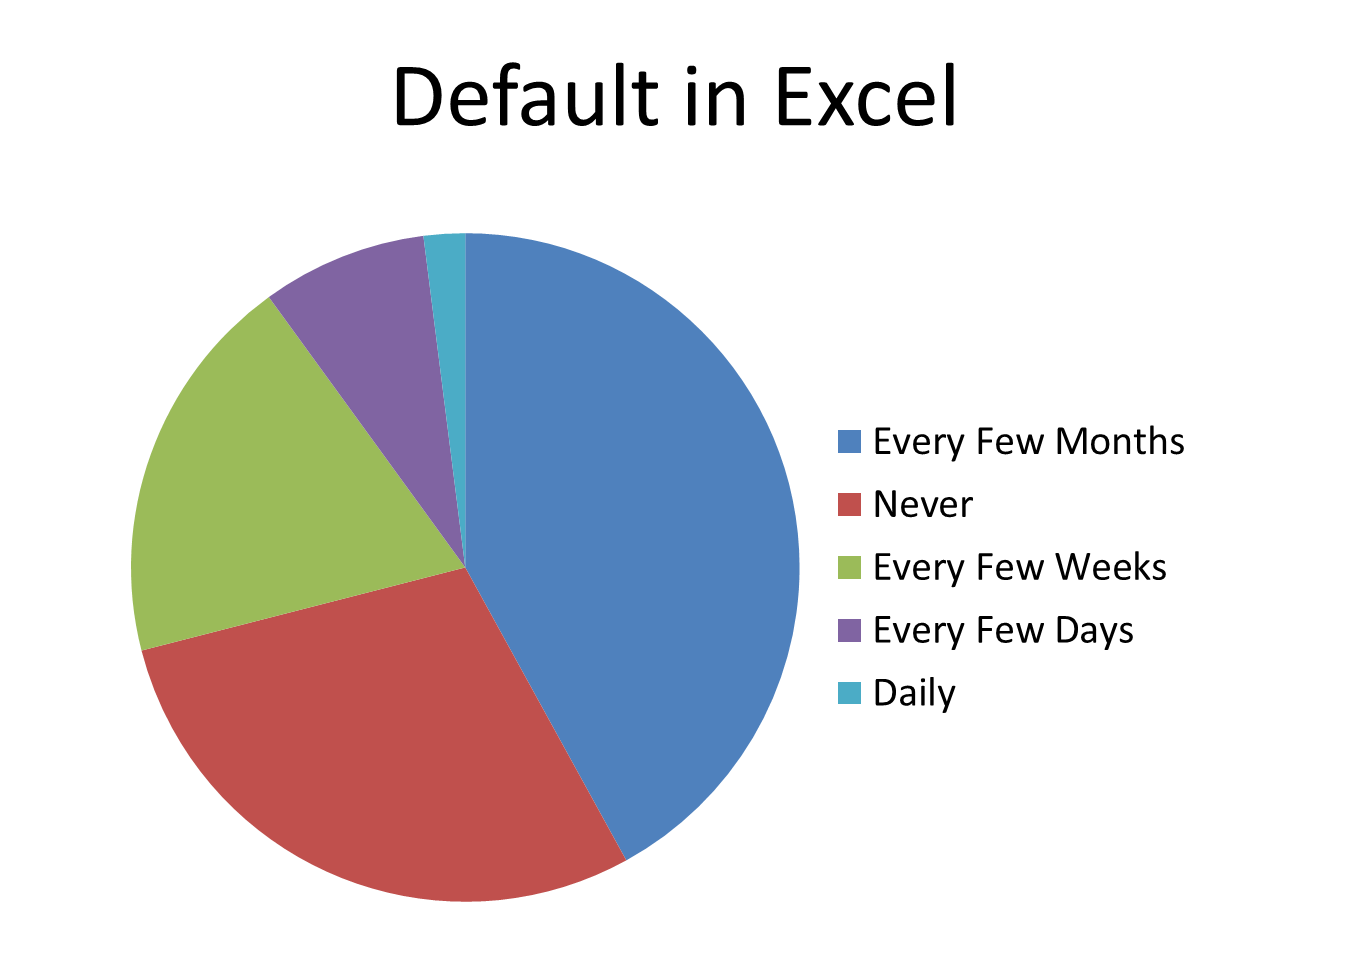 Default in Excel
Every Few Months
Never
Every Few Weeks
Every Few Days
Daily